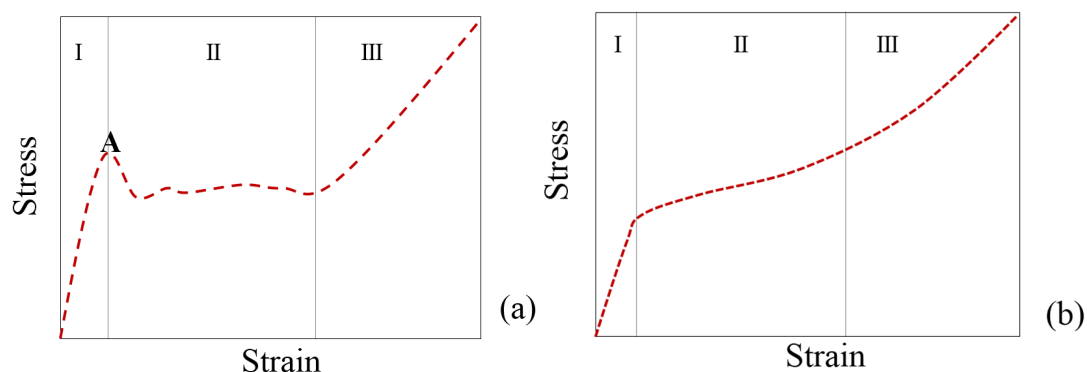 I II III
A
Stress
Strain
(a)
I II III
Stress
Strain
(b)